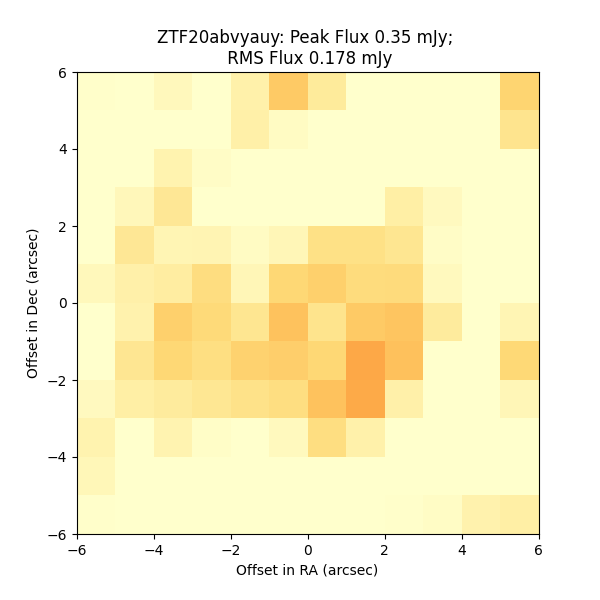 ZTF20abvyauy: Peak Flux 0.35 mJy;
RMS Flux 0.178 mJy
6
4
2
0
−2
−4
−6
Offset in Dec (arcsec)
−6 −4 −2 0 2 4 6
Offset in RA (arcsec)